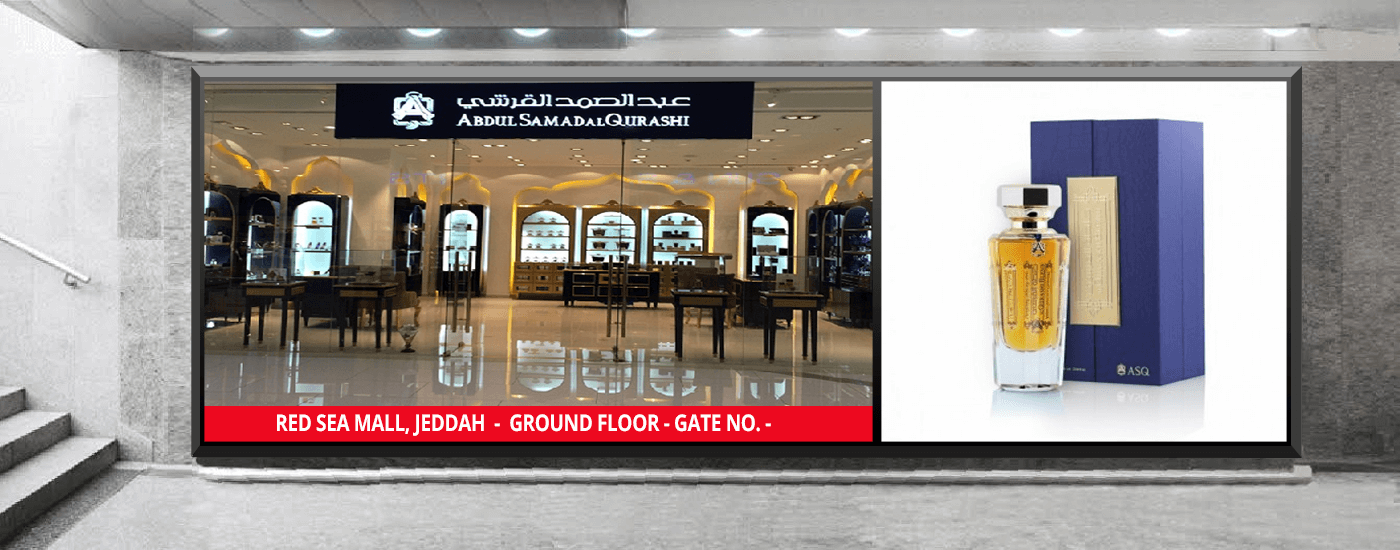 عبد الصمد القرشي
ABDUL SAMAD AL QURASHI
RED SEA MALL, JEDDAH - GROUND FLOOR - GATE NO. -
ASQ